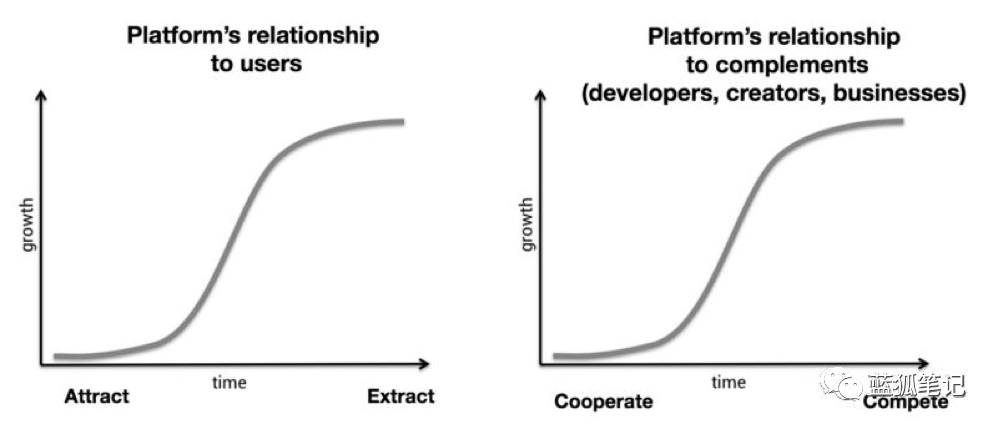 Platform's relationship
to users
growth
time
Attract
Extract
Platform's relationship
to complements
(developers, creators, businesses)
growth
time
Cooperate
Compete
蓝狐笔记